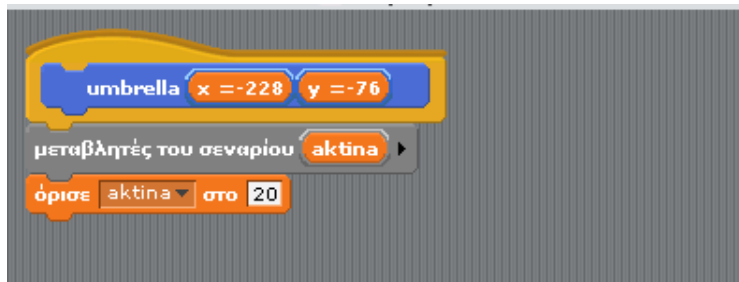 umbrella x =-228 y =-76
μεταβλητές του σεναρίου aktina
όρισε aktina στο 20